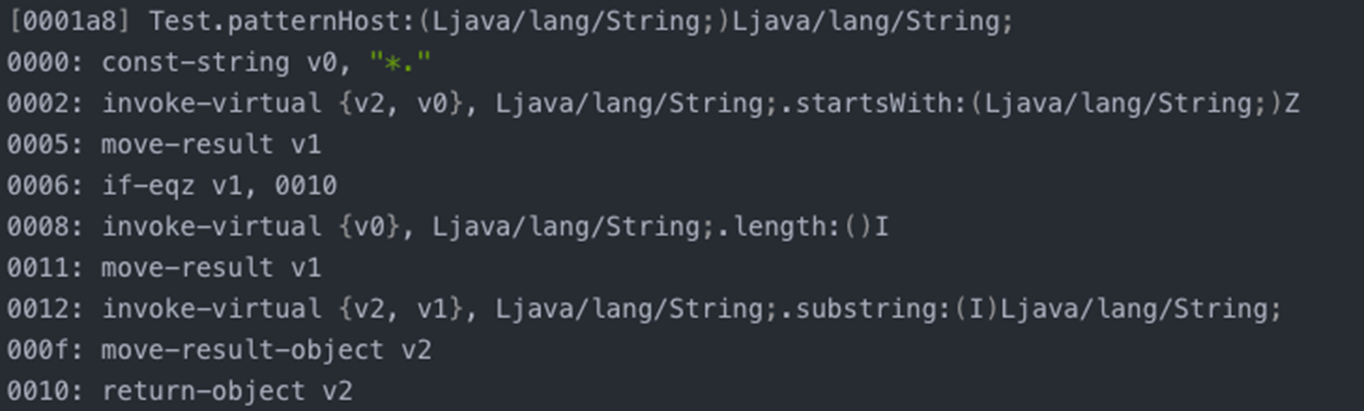 [0001a8] Test.patternHost:(Ljava/lang/String;)Ljava/lang/String;
0000: const-string v0, "*."
0002: invoke-virtual {v2, v0}, Ljava/lang/String;.startsWith:(Ljava/lang/String;)Z
0005: move-result v1
0006: if-eqz v1, 0010
0008: invoke-virtual {v0}, Ljava/lang/String;.length:()I
0011: move-result v1
0012: invoke-virtual {v2, v1}, Ljava/lang/String;.substring:(I)Ljava/lang/String;
000f: move-result-object v2
0010: return-object v2